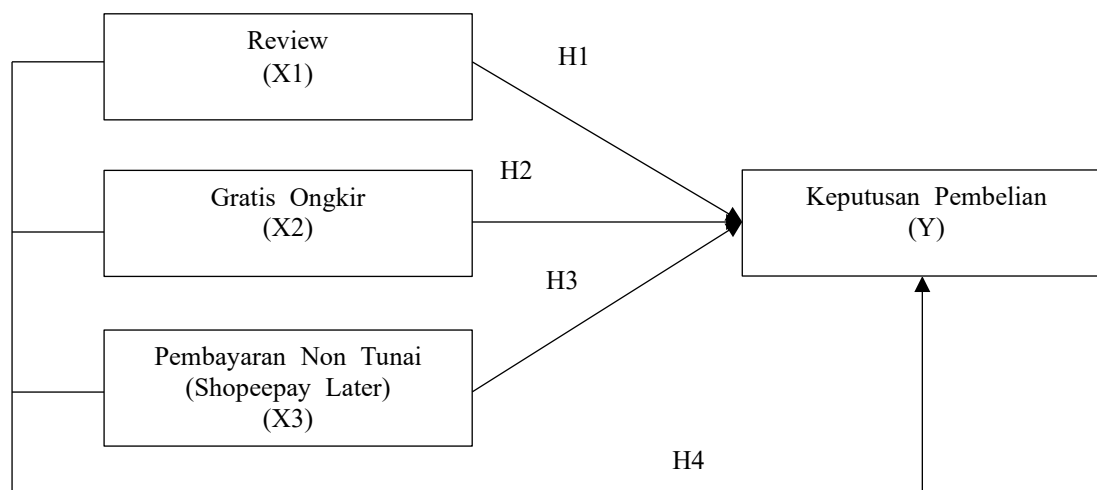 Review
(X1)
H1
H2
Gratis Ongkir
(X2)
Keputusan Pembelian
(Y)
H3
Pembayaran Non Tunai
(Shopeepay Later)
(X3)
H4